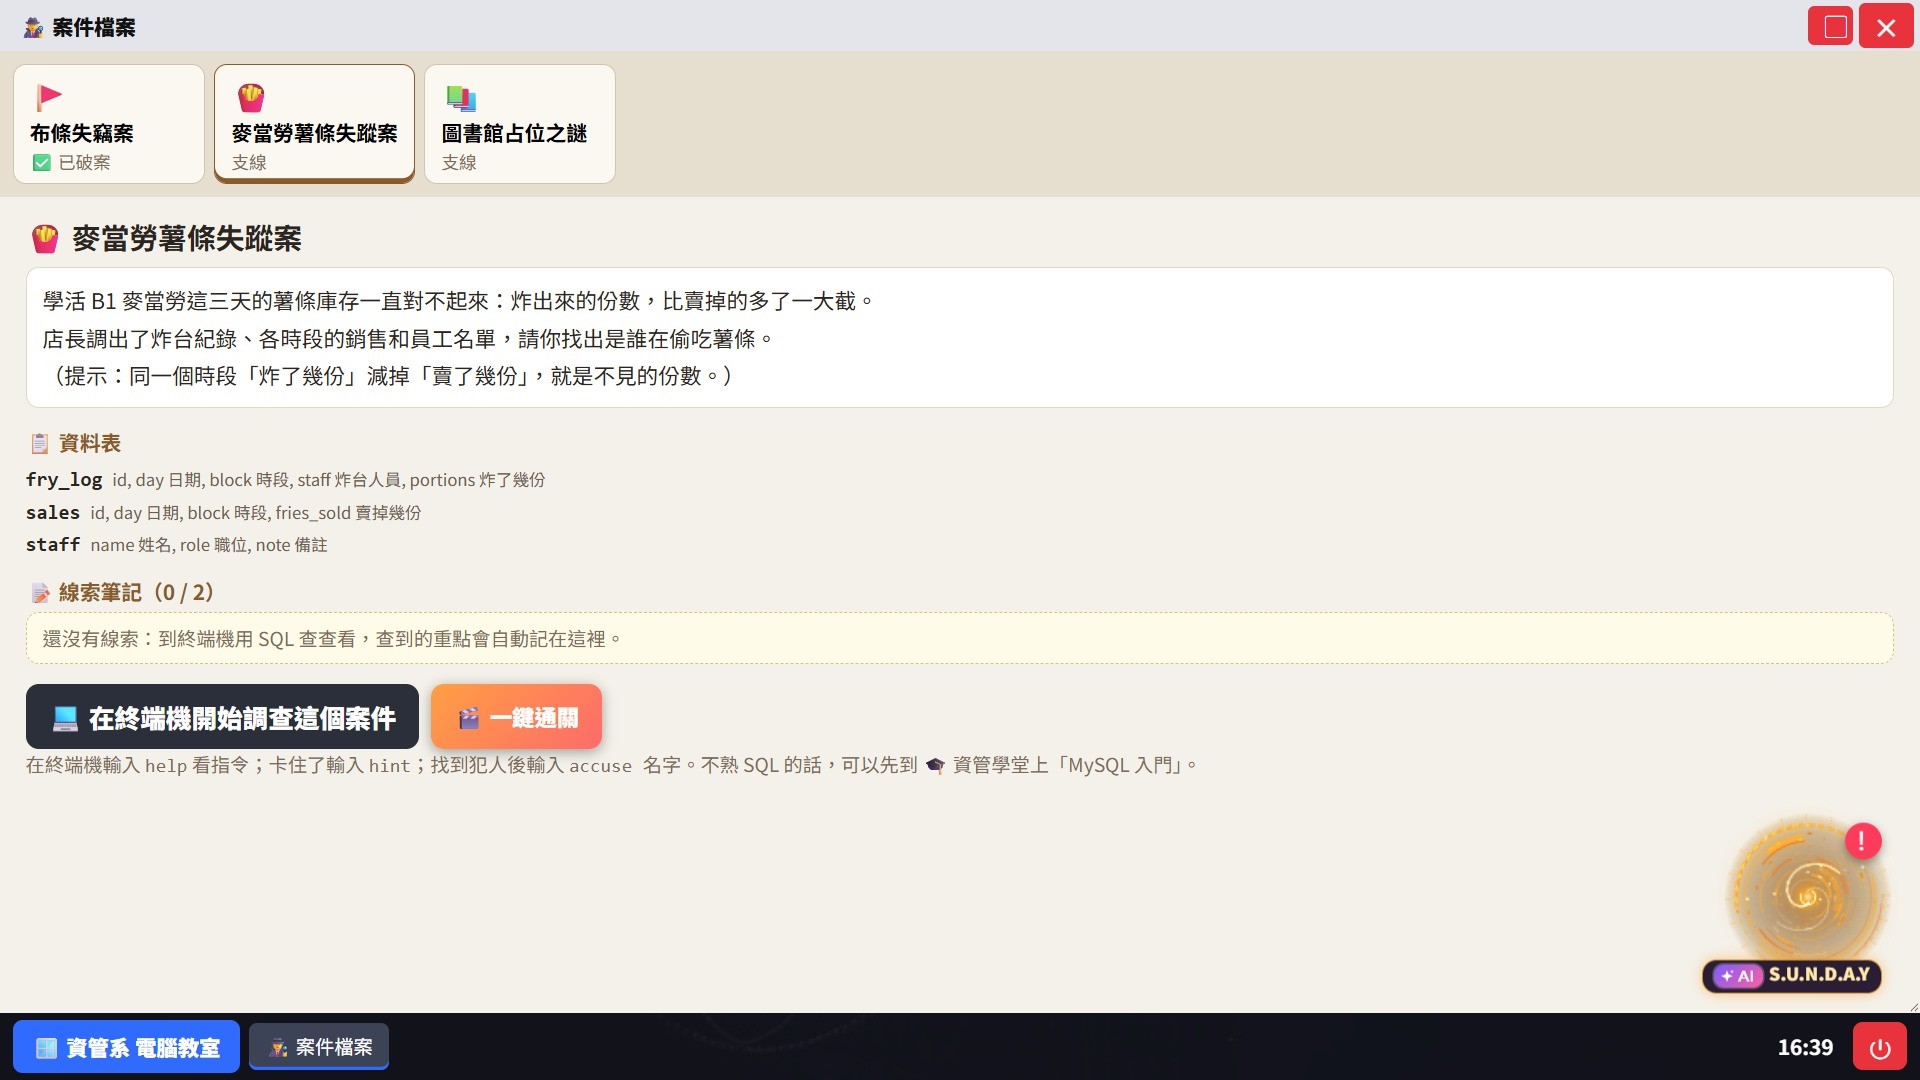 案件檔案
布條失竊案
已破案
麥當勞薯條失蹤案
支線
圖書館占位之謎
支線
麥當勞薯條失蹤案
學活 B1 麥當勞這三天的薯條庫存一直對不起來：炸出來的份數，比賣掉的多了一大截。
店長調出了炸台紀錄、各時段的銷售和員工名單，請你找出是誰在偷吃薯條。
（提示：同一個時段「炸了幾份」減掉「賣了幾份」，就是不見的份數。）
資料表
fry_log id, day 日期, block 時段, staff 炸台人員, portions 炸了幾份
sales id, day 日期, block 時段, fries_sold 賣掉幾份
staff name 姓名, role 職位, note 備註
線索筆記（0 / 2）
還沒有線索：到終端機用 SQL 查查看，查到的重點會自動記在這裡。
在終端機開始調查這個案件
一鍵通關
在終端機輸入 help 看指令；卡住了輸入 hint；找到犯人後輸入 accuse 名字。不熟 SQL 的話，可以先到 資管學堂上「MySQL 入門」。
!
AI S.U.N.D.A.Y
資管系 電腦教室
案件檔案
16:39